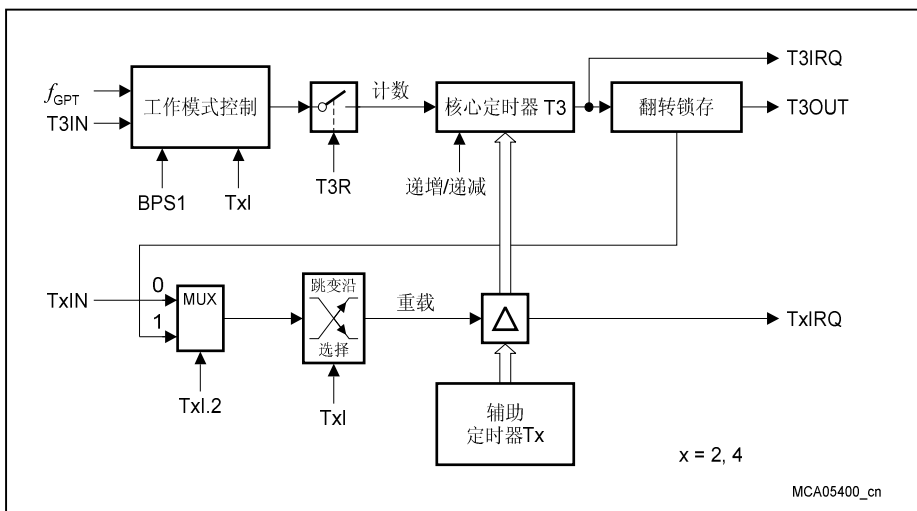 T3IRQ
f GPT
T3IN
工作模式控制
计数
核心定时器 T3
翻转锁存
T3OUT
BPS1
TxI
T3R
递增/递减
TxIN
0
1
MUX
跳变沿
选择
重载
Δ
TxIRQ
TxI.2
TxI
辅助
定时器Tx
x = 2, 4
MCA05400_cn